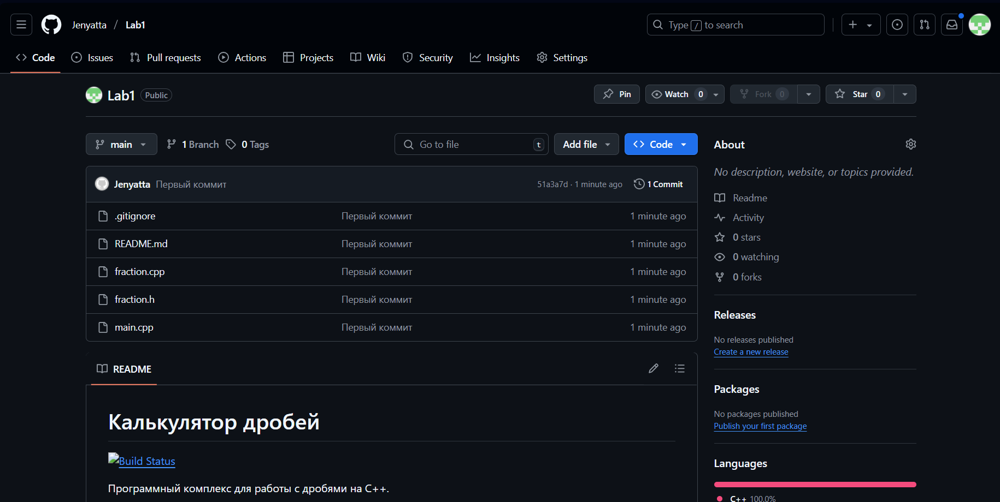 Jenyatta / Lab1
Type / to search
Code Issues Pull requests Actions Projects Wiki Security Insights Settings
Lab1 Public
Pin Watch 0 Fork 0 Star 0
main 1 Branch 0 Tags
Go to file t Add file Code
Jenyatta Первый коммит 51a3a7d · 1 minute ago 1 Commit
.gitignore Первый коммит 1 minute ago
README.md Первый коммит 1 minute ago
fraction.cpp Первый коммит 1 minute ago
fraction.h Первый коммит 1 minute ago
main.cpp Первый коммит 1 minute ago
README
Калькулятор дробей
Build Status
Программный комплекс для работы с дробями на C++.
About
No description, website, or topics provided.
Readme
Activity
0 stars
0 watching
0 forks
Releases
No releases published
Create a new release
Packages
No packages published
Publish your first package
Languages
C++ 100.0%